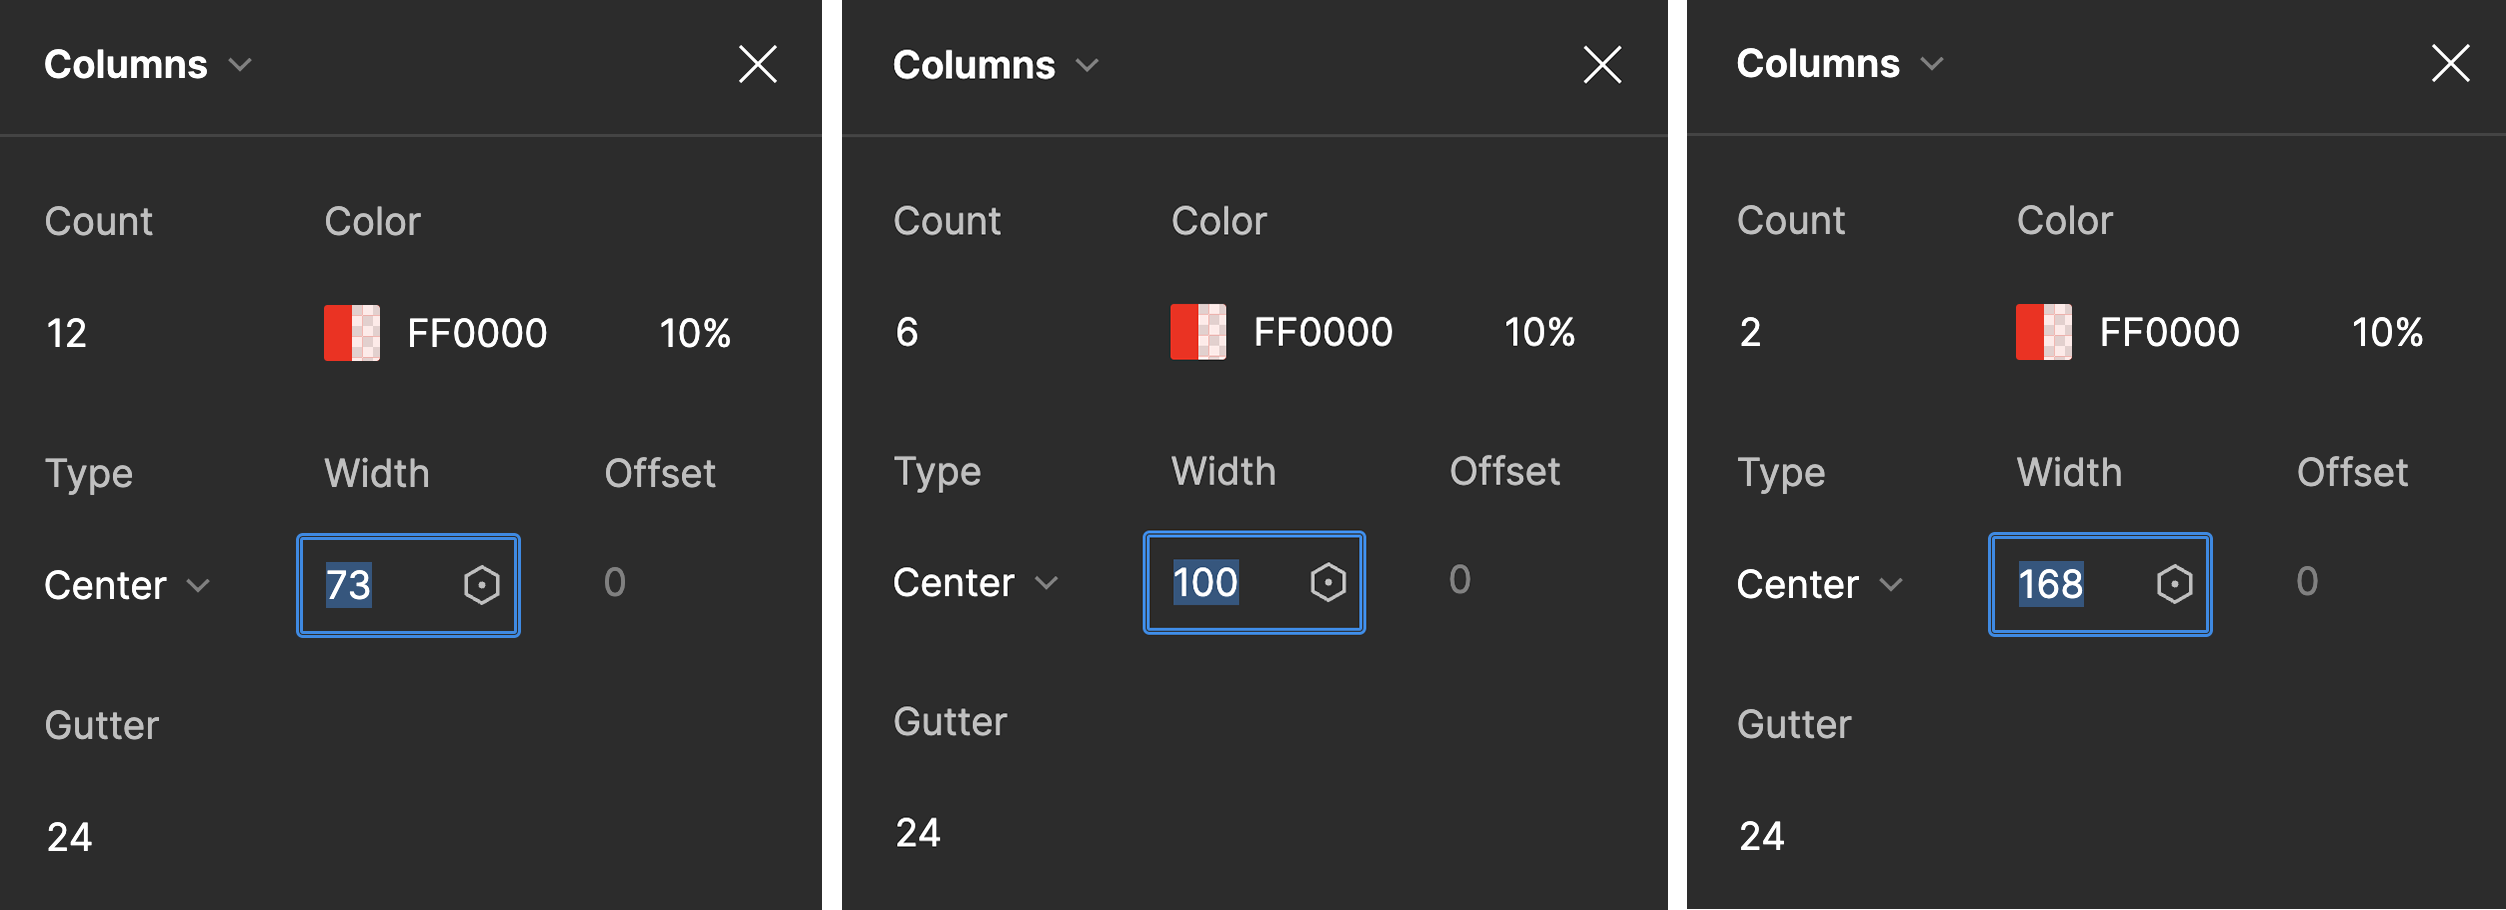 Columns
Count Color
12 FF0000 10%
Type Width Offset
Center 73 0
Gutter
24
Columns
Count Color
6 FF0000 10%
Type Width Offset
Center 100 0
Gutter
24
Columns
Count Color
2 FF0000 10%
Type Width Offset
Center 168 0
Gutter
24